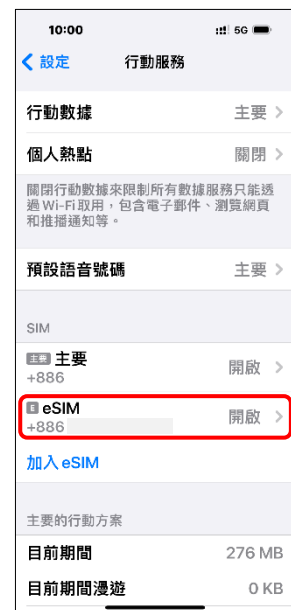 10:00 5G
設定 行動服務
行動數據 主要
個人熱點 關閉
關閉行動數據來限制所有數據服務只能透
過 Wi-Fi 取用，包含電子郵件、瀏覽網頁
和推播通知等。
預設語音號碼 主要
SIM
主要 主要 開啟
+886
E eSIM 開啟
+886
加入 eSIM
主要的行動方案
目前期間 276 MB
目前期間漫遊 0 KB